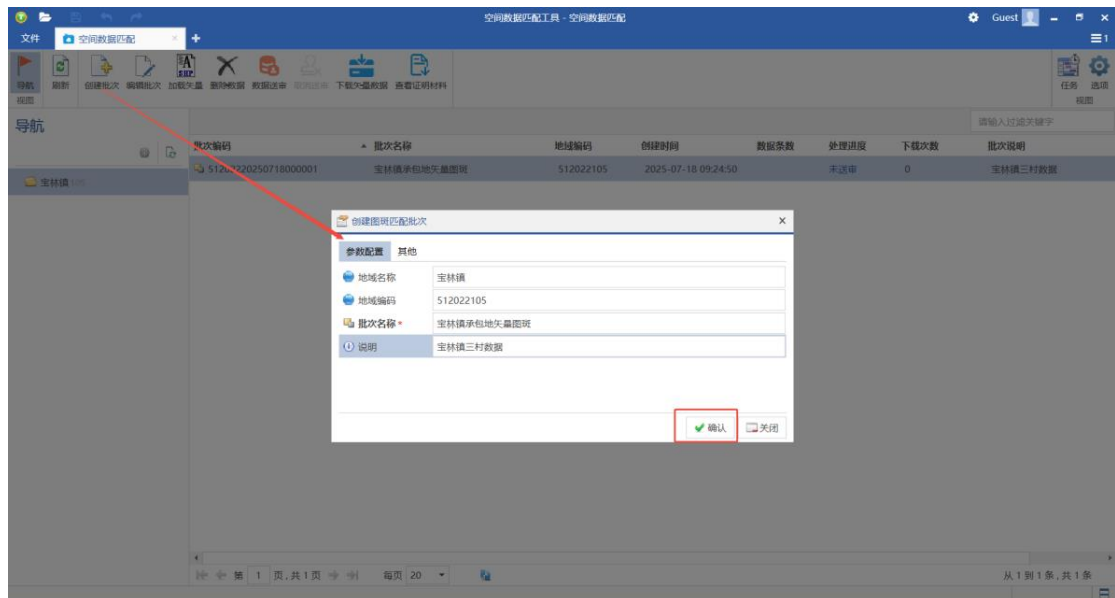 空间数据匹配工具 - 空间数据匹配
Guest
文件
空间数据匹配
1
导航
刷新
创建批次
编辑批次
加载矢量
删除数据
数据送审
取消送审
下载矢量数据
查看证明材料
任务
选项
视图
视图
导航
请输入过滤关键字
批次编码
批次名称
地域编码
创建时间
数据条数
处理进度
下载次数
批次说明
宝林镇承包地矢量图斑
512022105
2025-07-18 09:24:50
未送审
0
宝林镇三村数据
宝林镇
创建图斑匹配批次
参数配置 其他
地域名称 宝林镇
地域编码 512022105
批次名称* 宝林镇承包地矢量图斑
说明 宝林镇三村数据
确认 关闭
第 1 页,共1页
每页 20
从1到1条,共1条